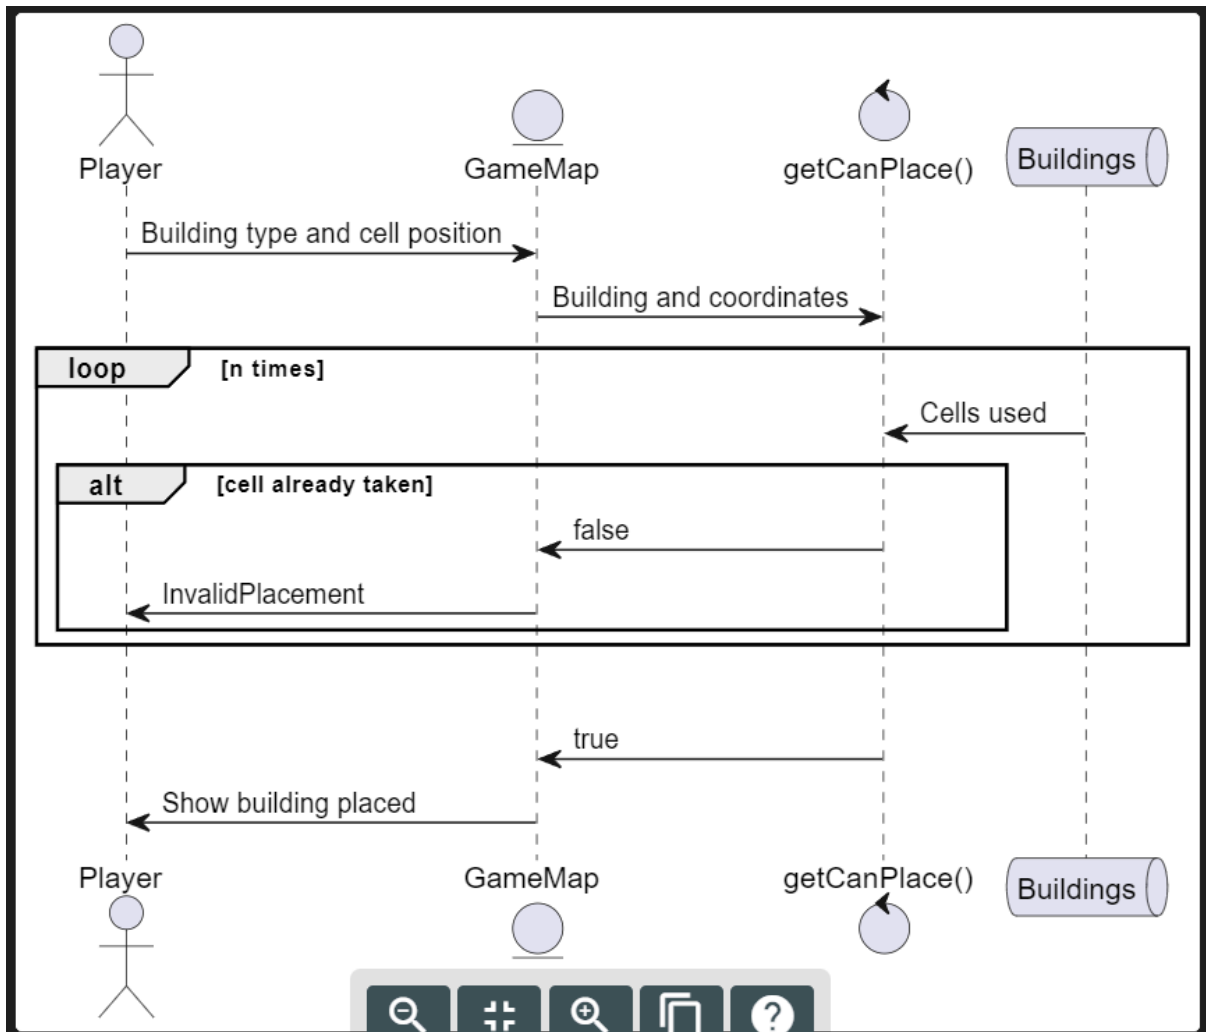 Player
GameMap
getCanPlace()
Buildings
Building type and cell position
Building and coordinates
loop
[n times]
Cells used
alt
[cell already taken]
false
InvalidPlacement
true
Show building placed
Player
GameMap
getCanPlace()
Buildings
?